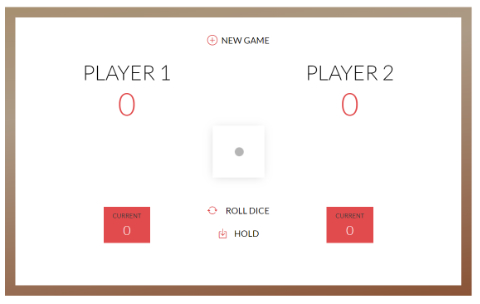 NEW GAME
PLAYER 1
PLAYER 2
0
0
ROLL DICE
CURRENT
0
CURRENT
0
HOLD